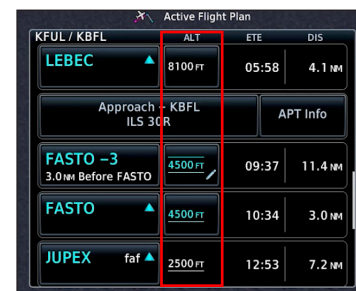 Active Flight Plan
KFUL / KBFL ALT ETE DIS
LEBEC 8100 FT 05:58 4.1 NM
Approach – KBFL
ILS 30R
APT Info
FASTO –3 4500 FT 09:37 11.4 NM
3.0 NM Before FASTO
FASTO 4500 FT 10:34 3.0 NM
JUPEX faf 2500 FT 12:53 7.2 NM